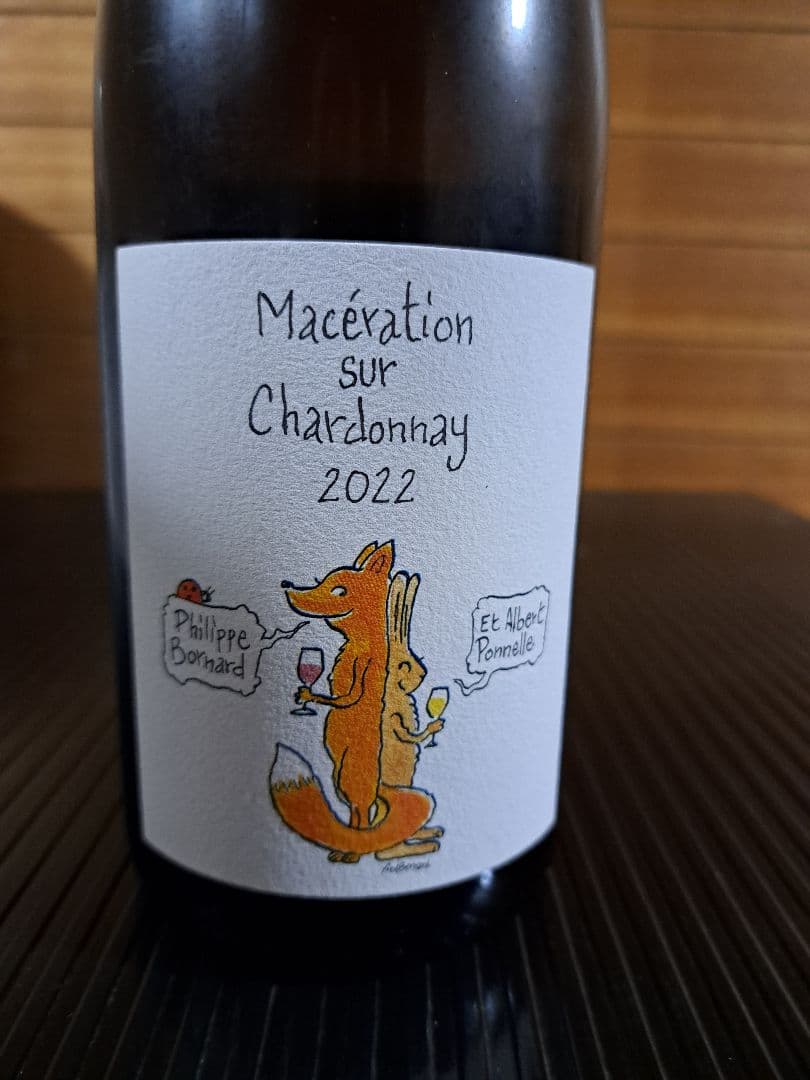 Macération
sur
Chardonnay
2022
Philippe
Bornard
Et Albert
Ponnelle